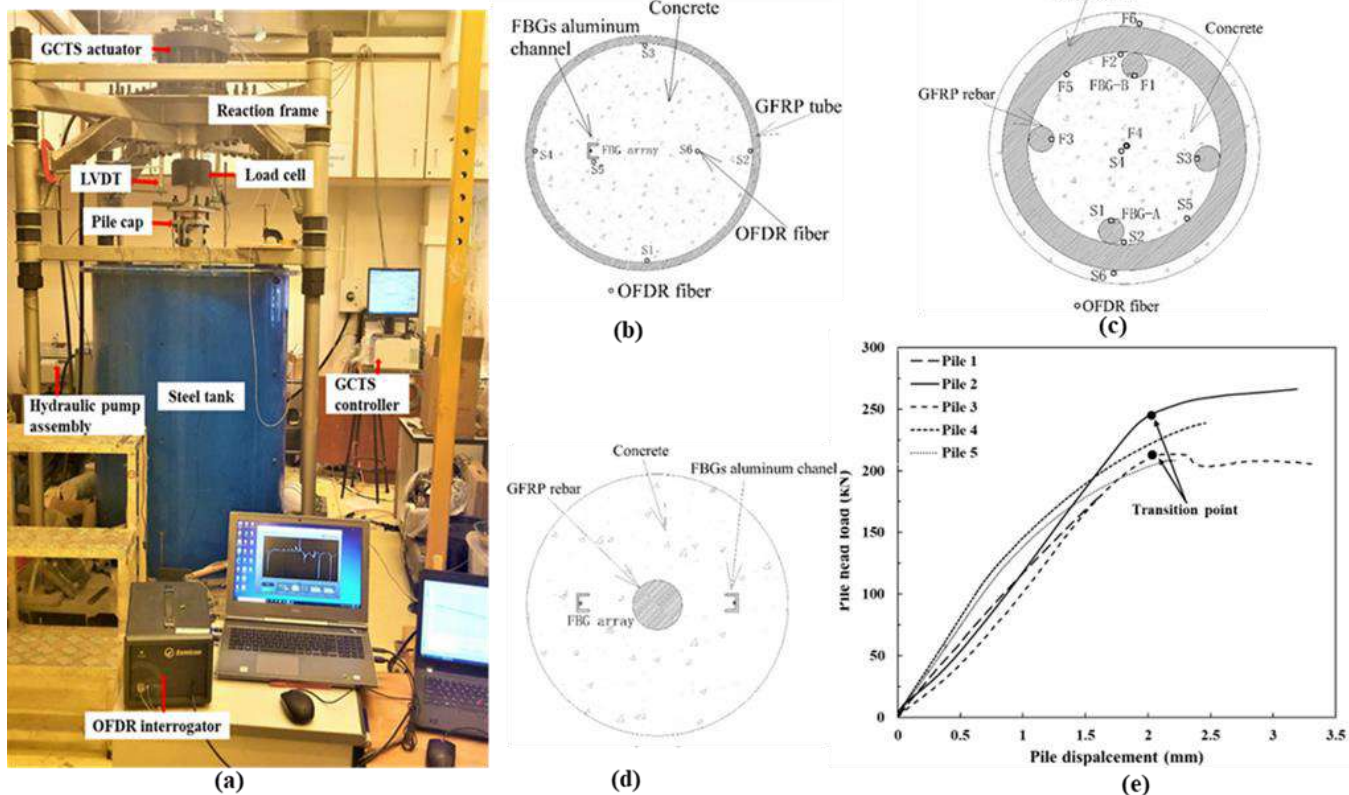 GCTS actuator
Reaction frame
LVDT
Load cell
Pile cap
Steel tank
Hydraulic pump
assembly
GCTS
controller
OFDR interrogator
(a)
Concrete
FBGs aluminum
channel
S3
GFRP tube
S4
FBG array
S5
S6
S2
S1
OFDR fiber
OFDR fiber
(b)
F6
Concrete
F2
F5
FBG-B
F1
GFRP rebar
F3
F4
S4
S3
S1
FBG-A
S5
S2
S6
OFDR fiber
(c)
Concrete
FBGs aluminum chanel
GFRP rebar
FBG array
(d)
300
250
200
150
100
50
0
Pile 1
Pile 2
Pile 3
Pile 4
Pile 5
Transition point
Pile head load (KN)
0
0.5
1
1.5
2
2.5
3
3.5
Pile dispalcement (mm)
(e)